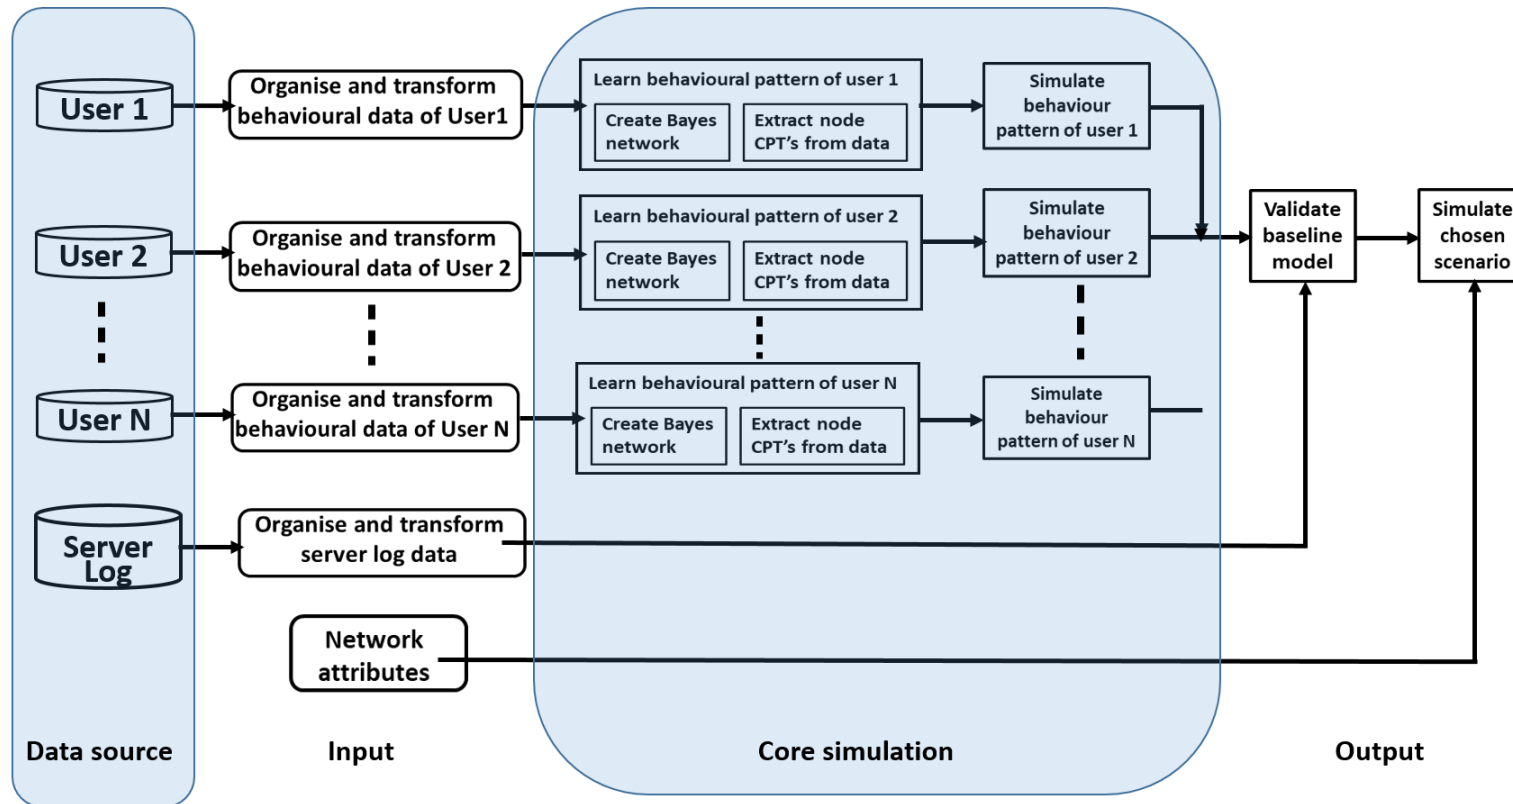 User 1
Organise and transform
behavioural data of User1
Learn behavioural pattern of user 1
Create Bayes
network
Extract node
CPT's from data
Simulate
behaviour
pattern of user 1
User 2
Organise and transform
behavioural data of User 2
Learn behavioural pattern of user 2
Create Bayes
network
Extract node
CPT's from data
Simulate
behaviour
pattern of user 2
Validate
baseline
model
Simulate
chosen
scenario
User N
Organise and transform
behavioural data of User N
Learn behavioural pattern of user N
Create Bayes
network
Extract node
CPT's from data
Simulate
behaviour
pattern of user N
Server
Log
Organise and transform
server log data
Network
attributes
Data source
Input
Core simulation
Output